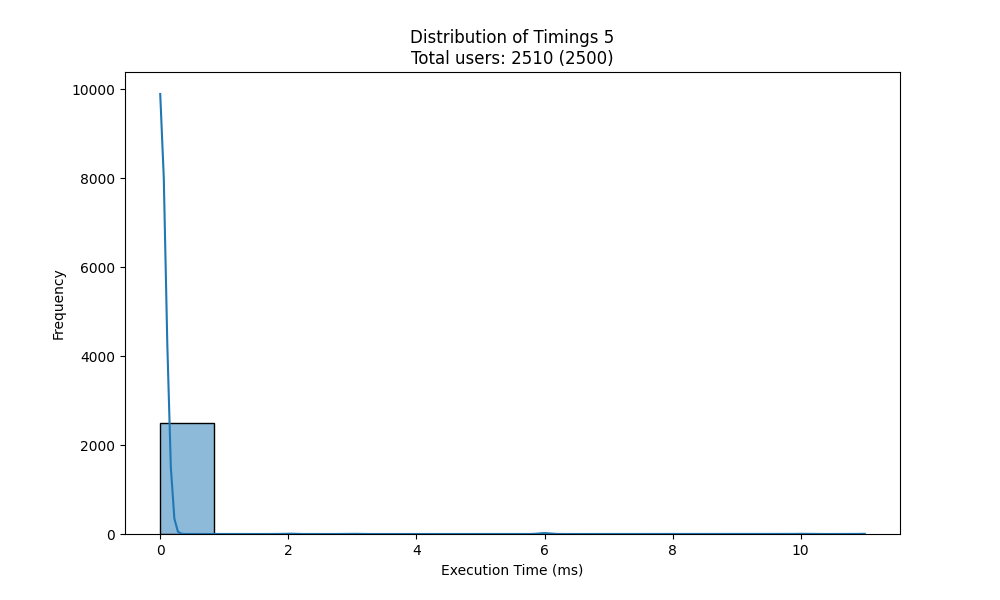 Distribution of Timings 5
Total users: 2510 (2500)
10000
8000
6000
4000
2000
0
Frequency
0 2 4 6 8 10
Execution Time (ms)